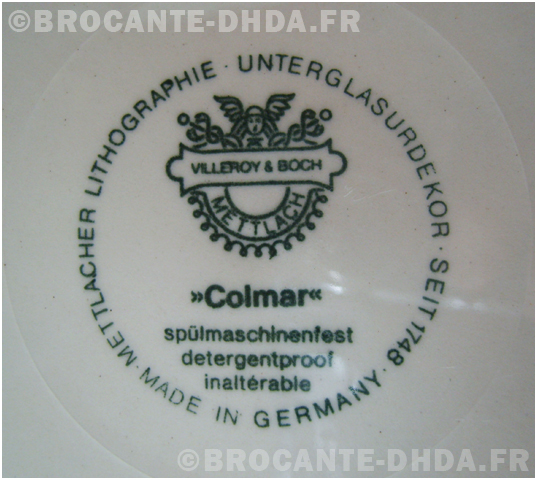 ©BROCANTE-DHDA.FR
METTLACHER LITHOGRAPHIE · UNTERGLASURDEKOR · SEIT 1748 · MADE IN GERMANY ·
VILLEROY & BOCH
METTLACH
»Colmar«
spülmaschinenfest
detergentproof
inaltérable
©BROCANTE-DHDA.FR